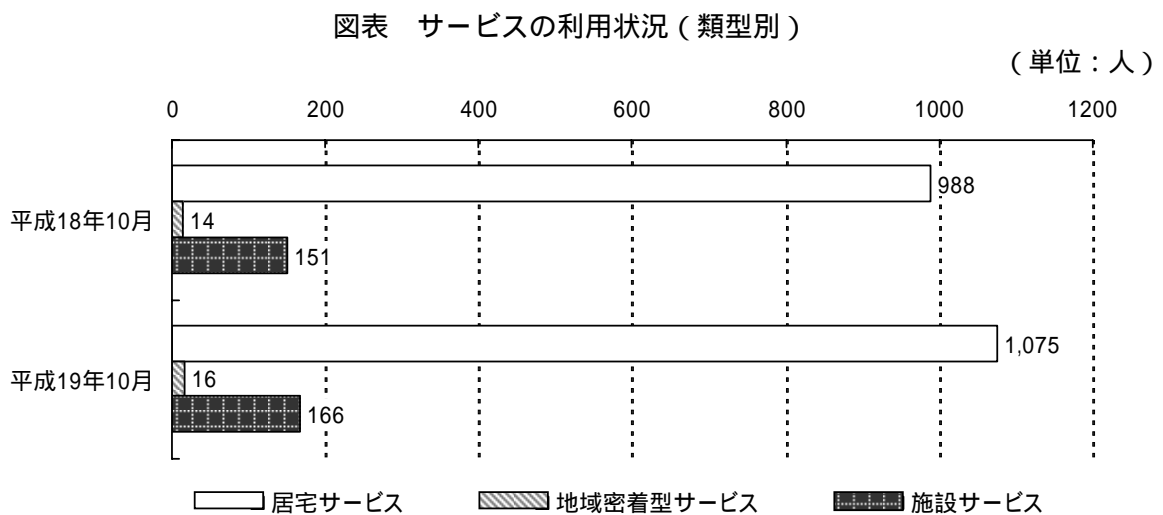 図表　サービスの利用状況（類型別）
（単位：人）
0 200 400 600 800 1000 1200
平成18年10月
988
14
151
平成19年10月
1,075
16
166
居宅サービス 地域密着型サービス 施設サービス